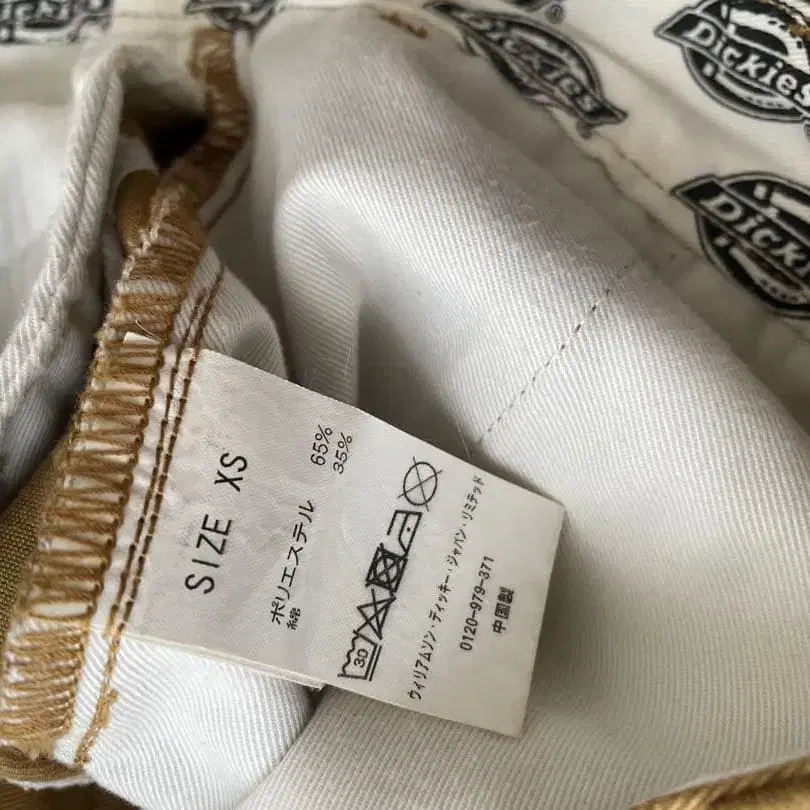 Dickies
Dickies
Dickies
SIZE XS
ポリエステル 65%
綿 35%
30
ウィリアムソン・ディッキー・ジャパン・リミテッド
0120-979-371
中国製